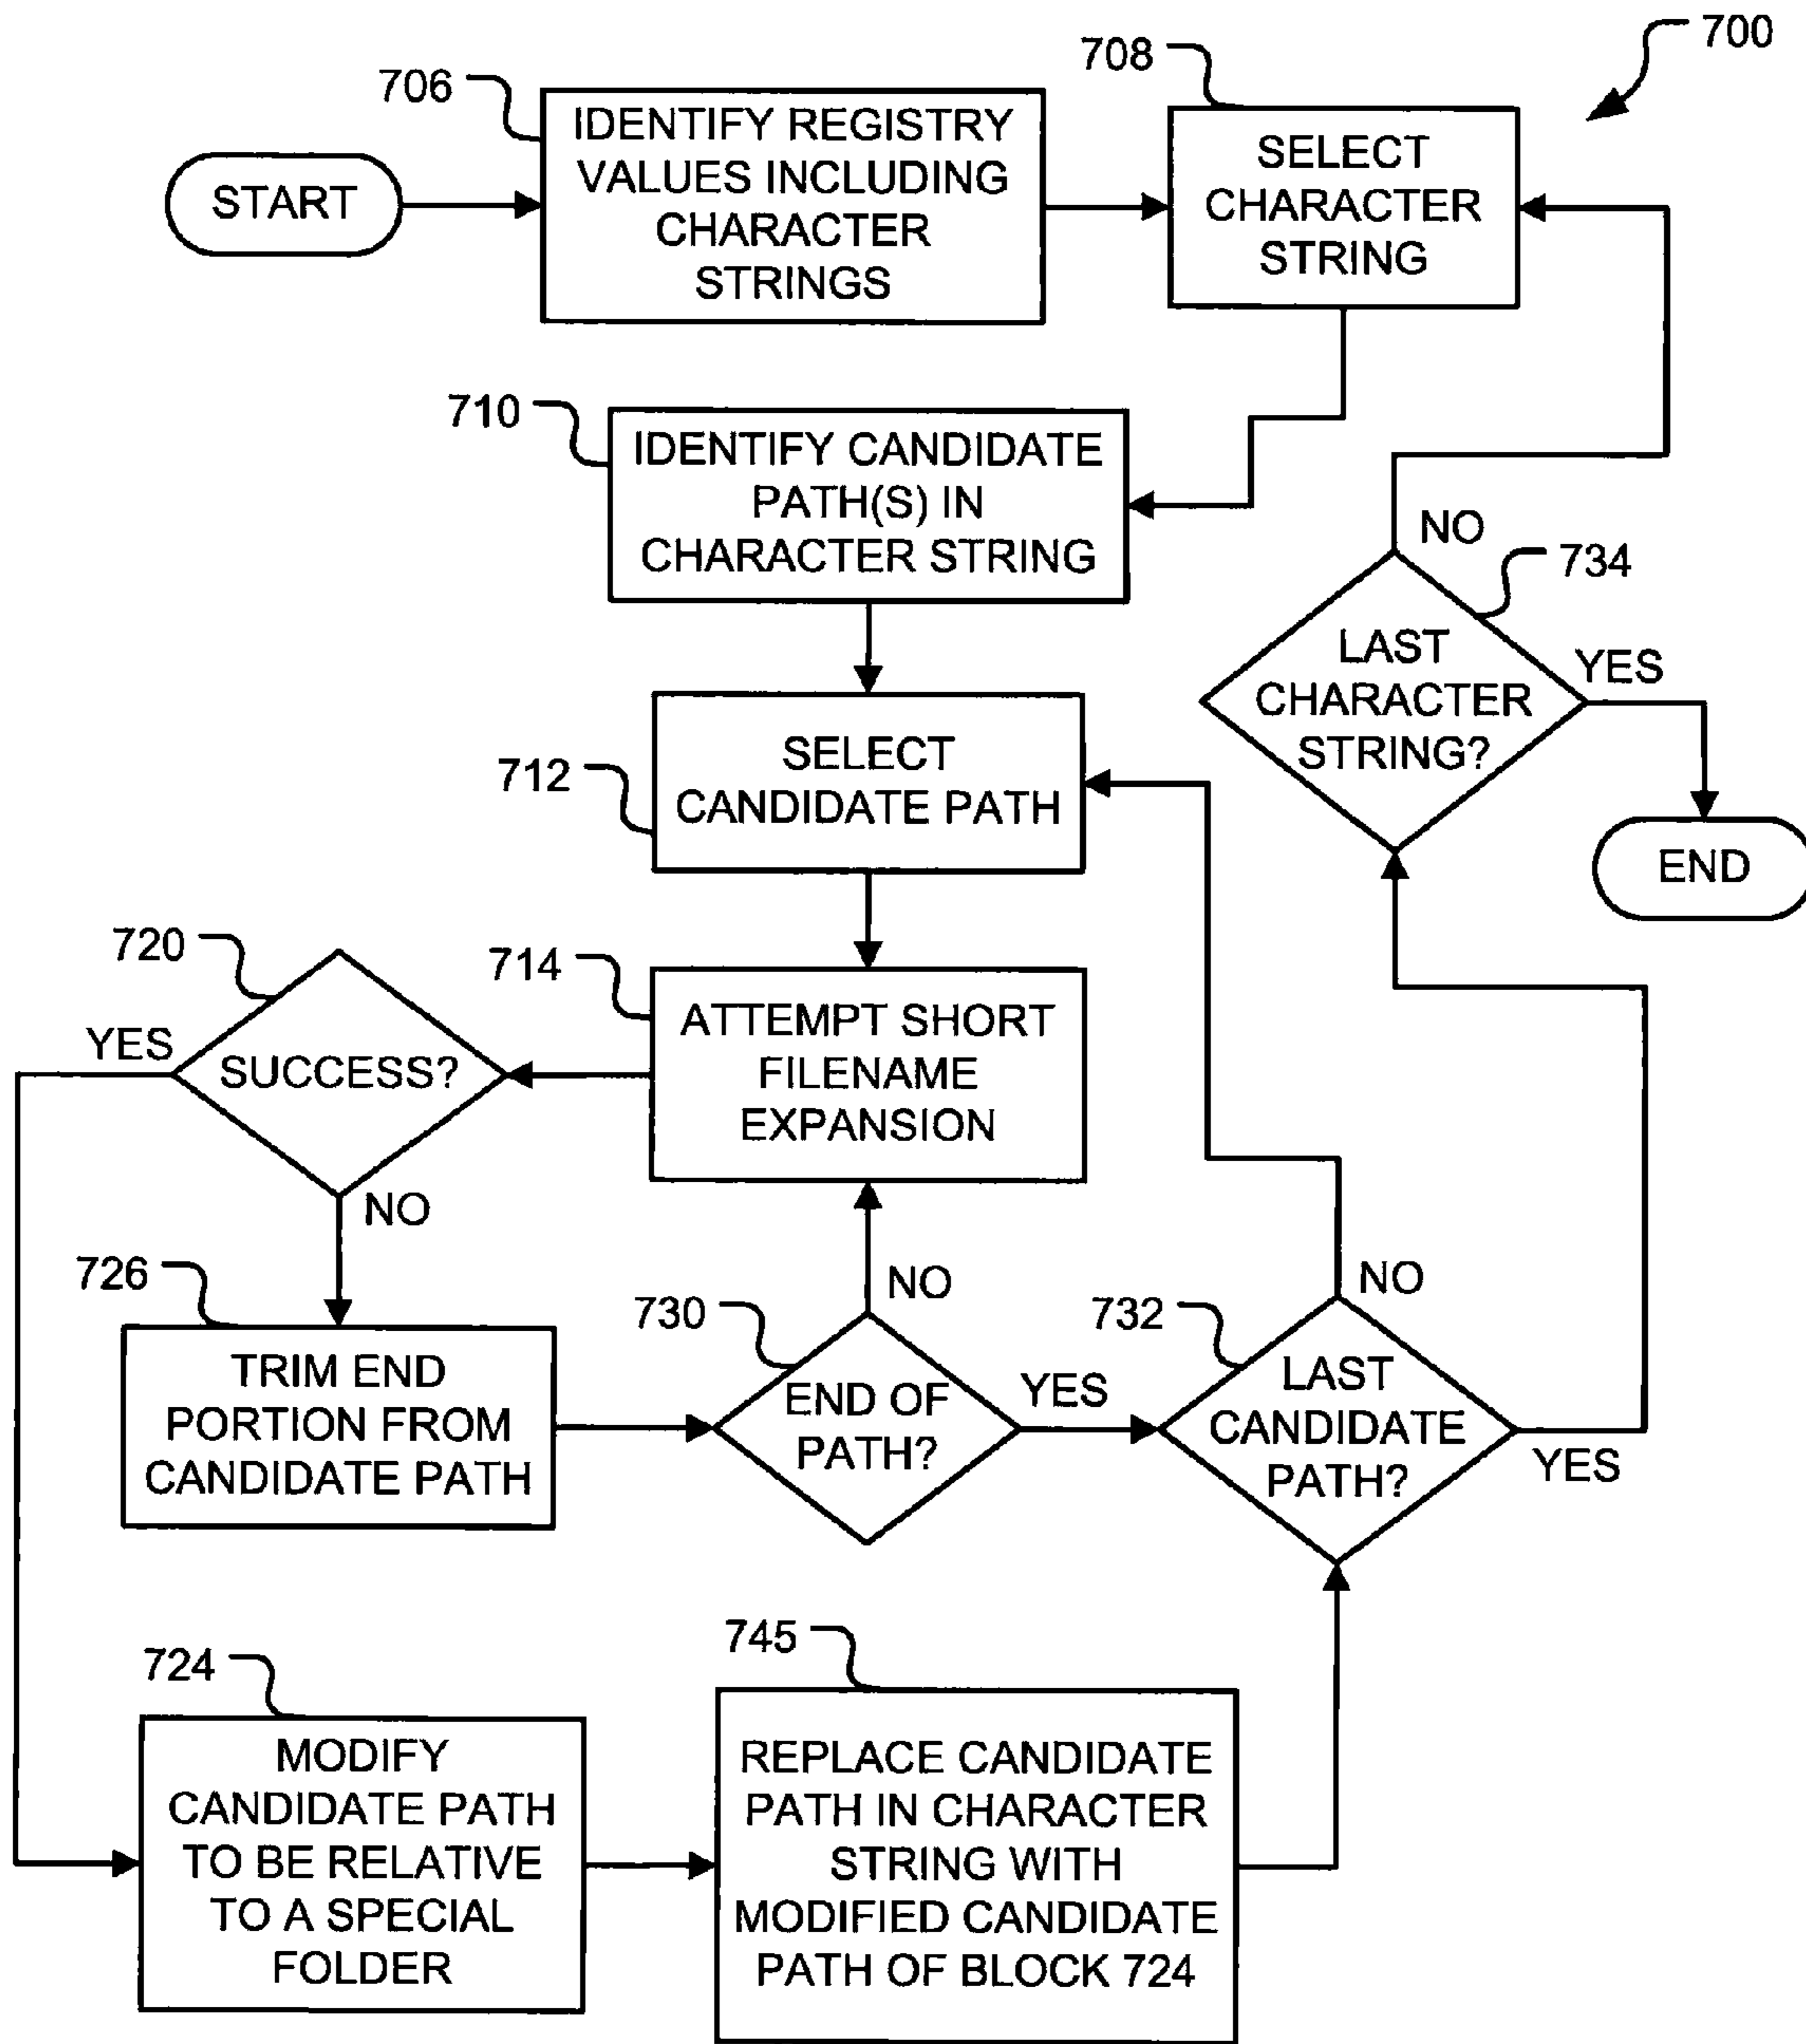 700
708
706
IDENTIFY REGISTRY
VALUES INCLUDING
CHARACTER
STRINGS
SELECT
CHARACTER
STRING
START
710
IDENTIFY CANDIDATE
PATH(S) IN
CHARACTER STRING
NO
734
LAST
CHARACTER
STRING?
YES
END
712
SELECT
CANDIDATE PATH
720
714
YES
SUCCESS?
ATTEMPT SHORT
FILENAME
EXPANSION
NO
726
TRIM END
PORTION FROM
CANDIDATE PATH
730
NO
END OF
PATH?
YES
732
NO
LAST
CANDIDATE
PATH?
YES
724
MODIFY
CANDIDATE PATH
TO BE RELATIVE
TO A SPECIAL
FOLDER
745
REPLACE CANDIDATE
PATH IN CHARACTER
STRING WITH
MODIFIED CANDIDATE
PATH OF BLOCK 724